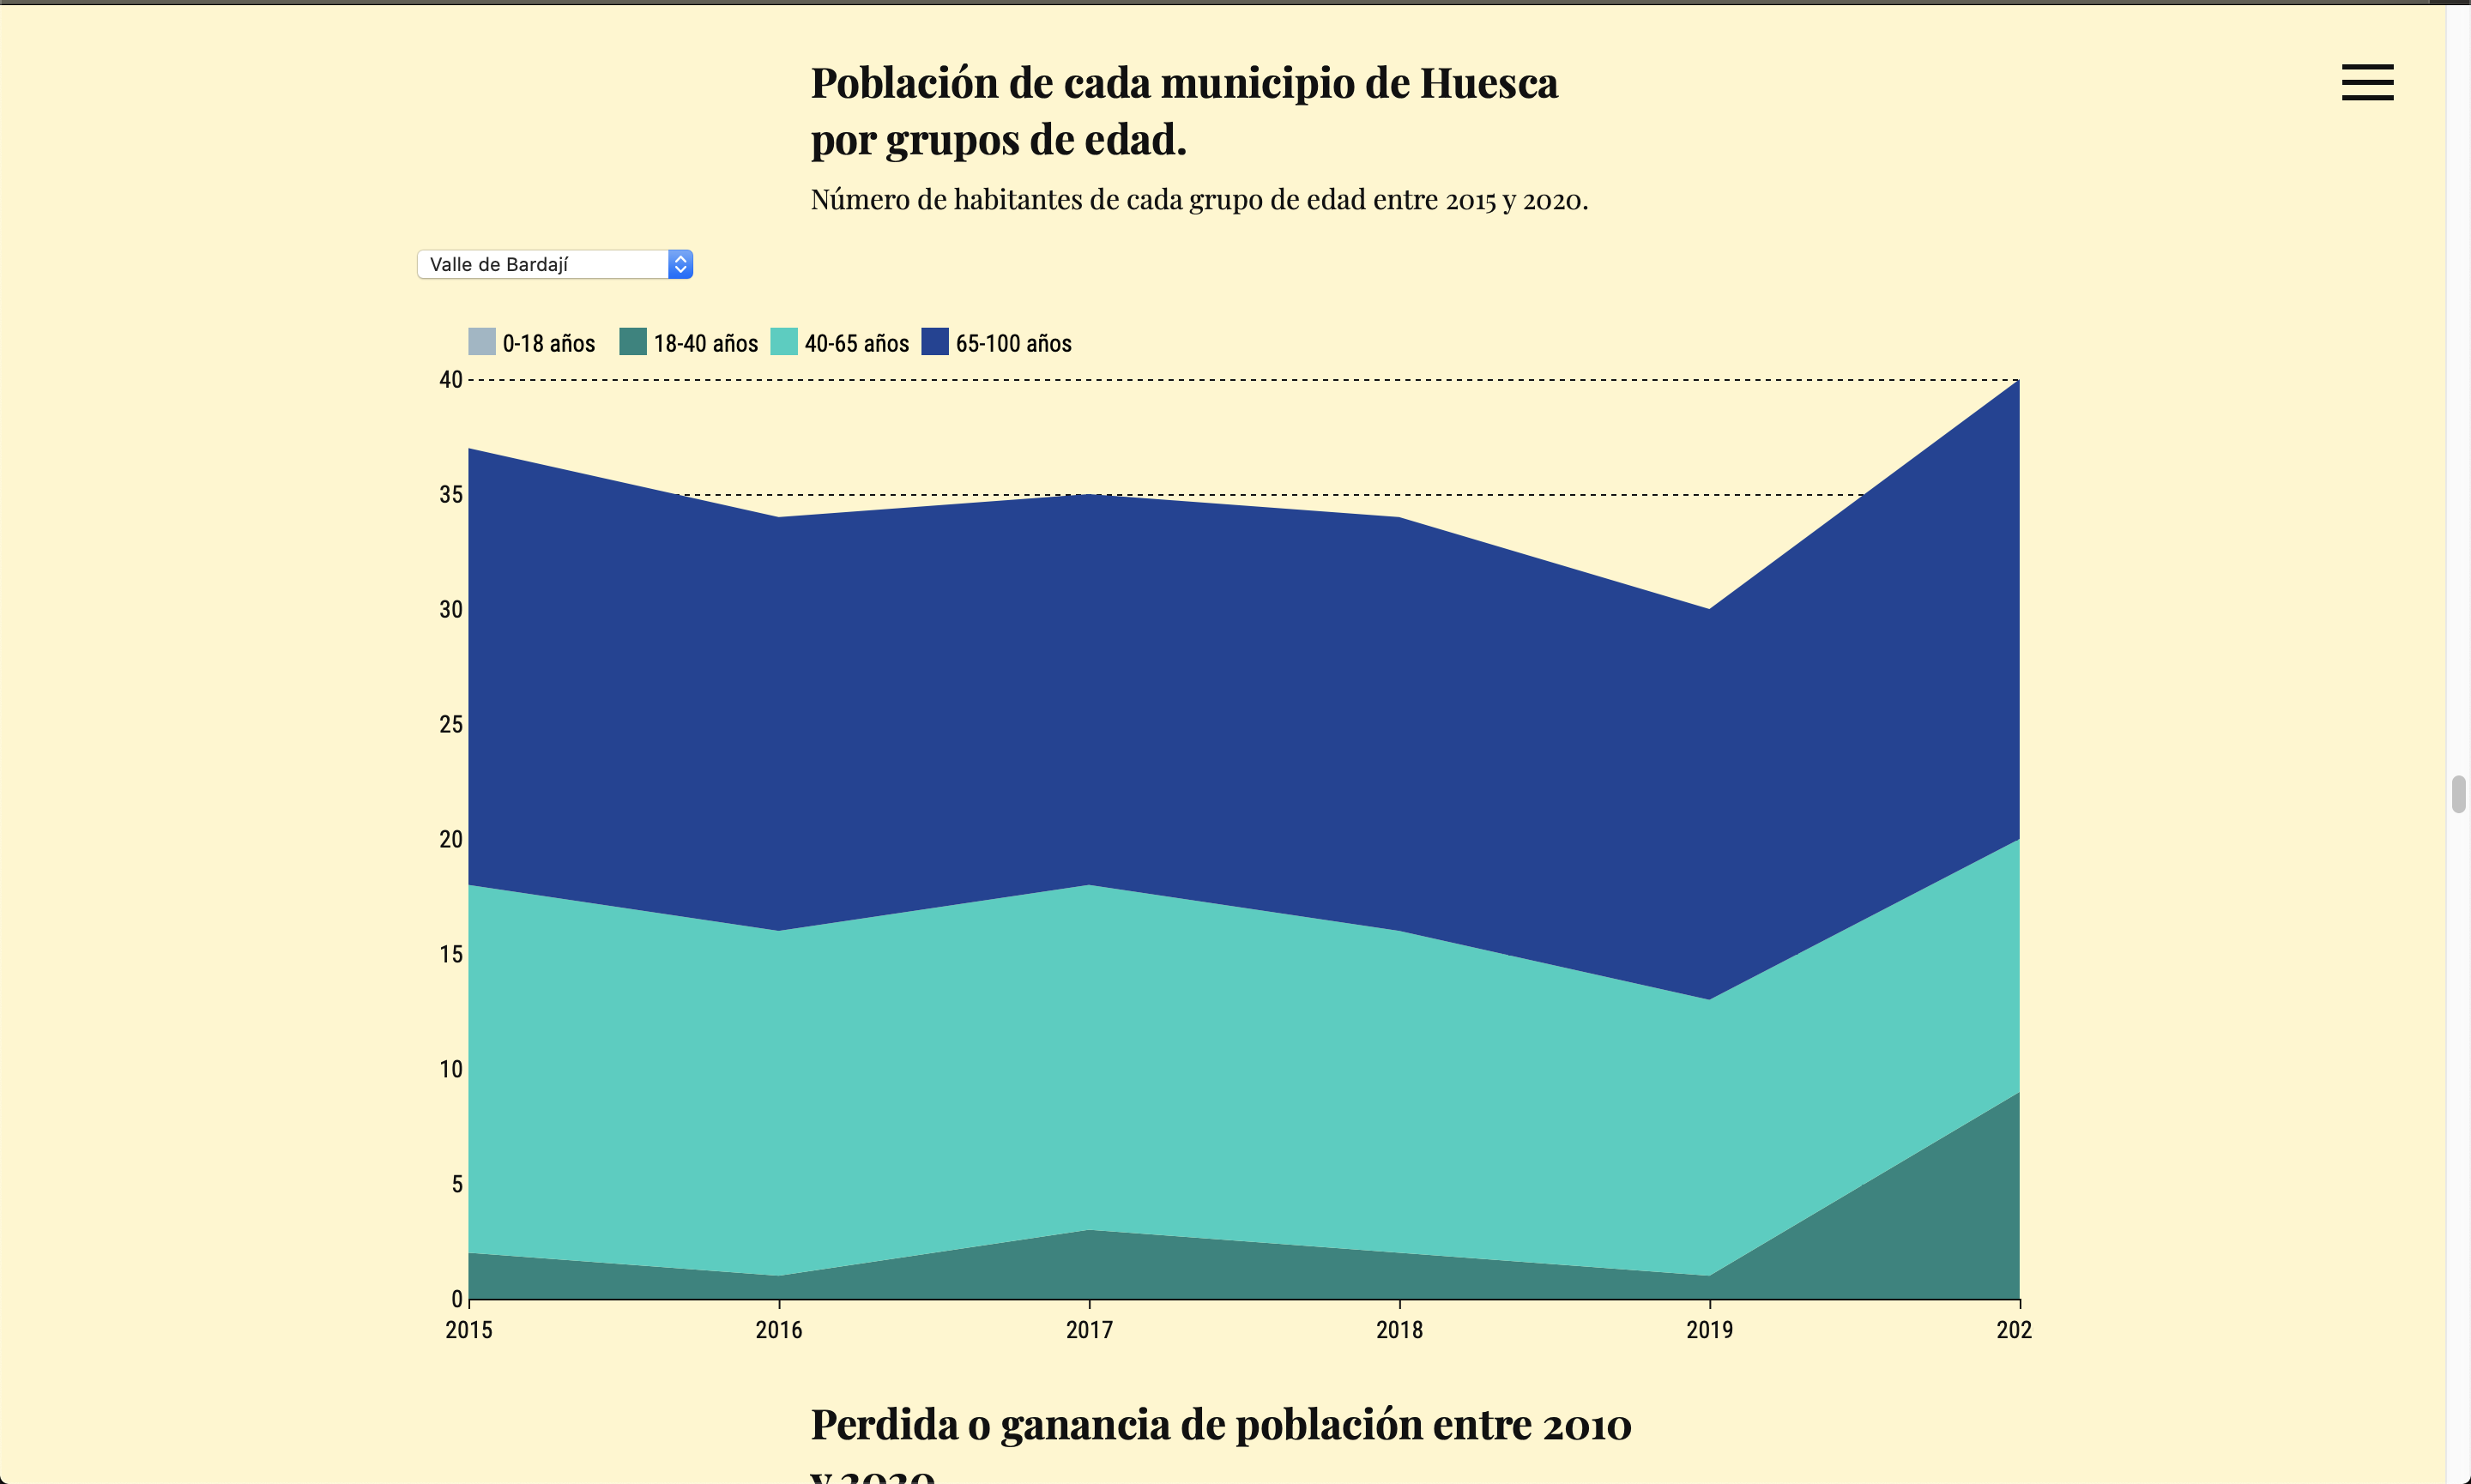 Población de cada municipio de Huesca
por grupos de edad.
Número de habitantes de cada grupo de edad entre 2015 y 2020.
Valle de Bardají
0-18 años 18-40 años 40-65 años 65-100 años
40
35
30
25
20
15
10
5
0
2015 2016 2017 2018 2019 202
Perdida o ganancia de población entre 2010
y 2020